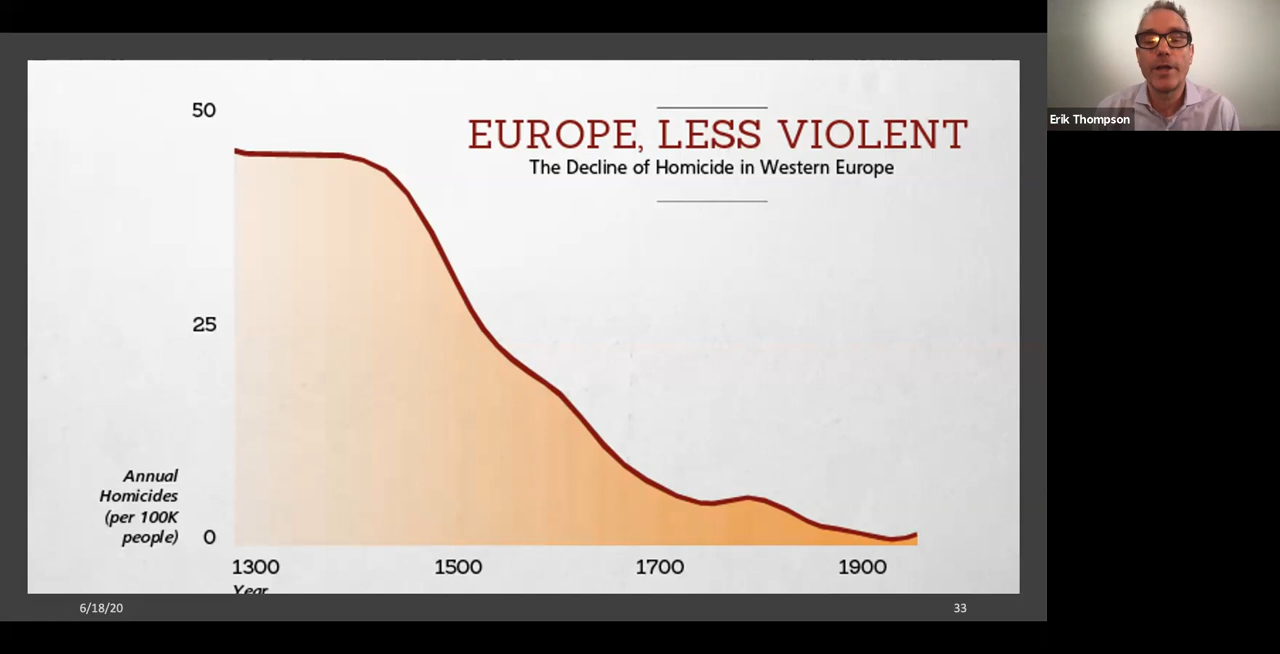 50
EUROPE, LESS VIOLENT
The Decline of Homicide in Western Europe
25
Annual
Homicides
(per 100K
people)
0
1300 1500 1700 1900
Year
6/18/20
33
Erik Thompson